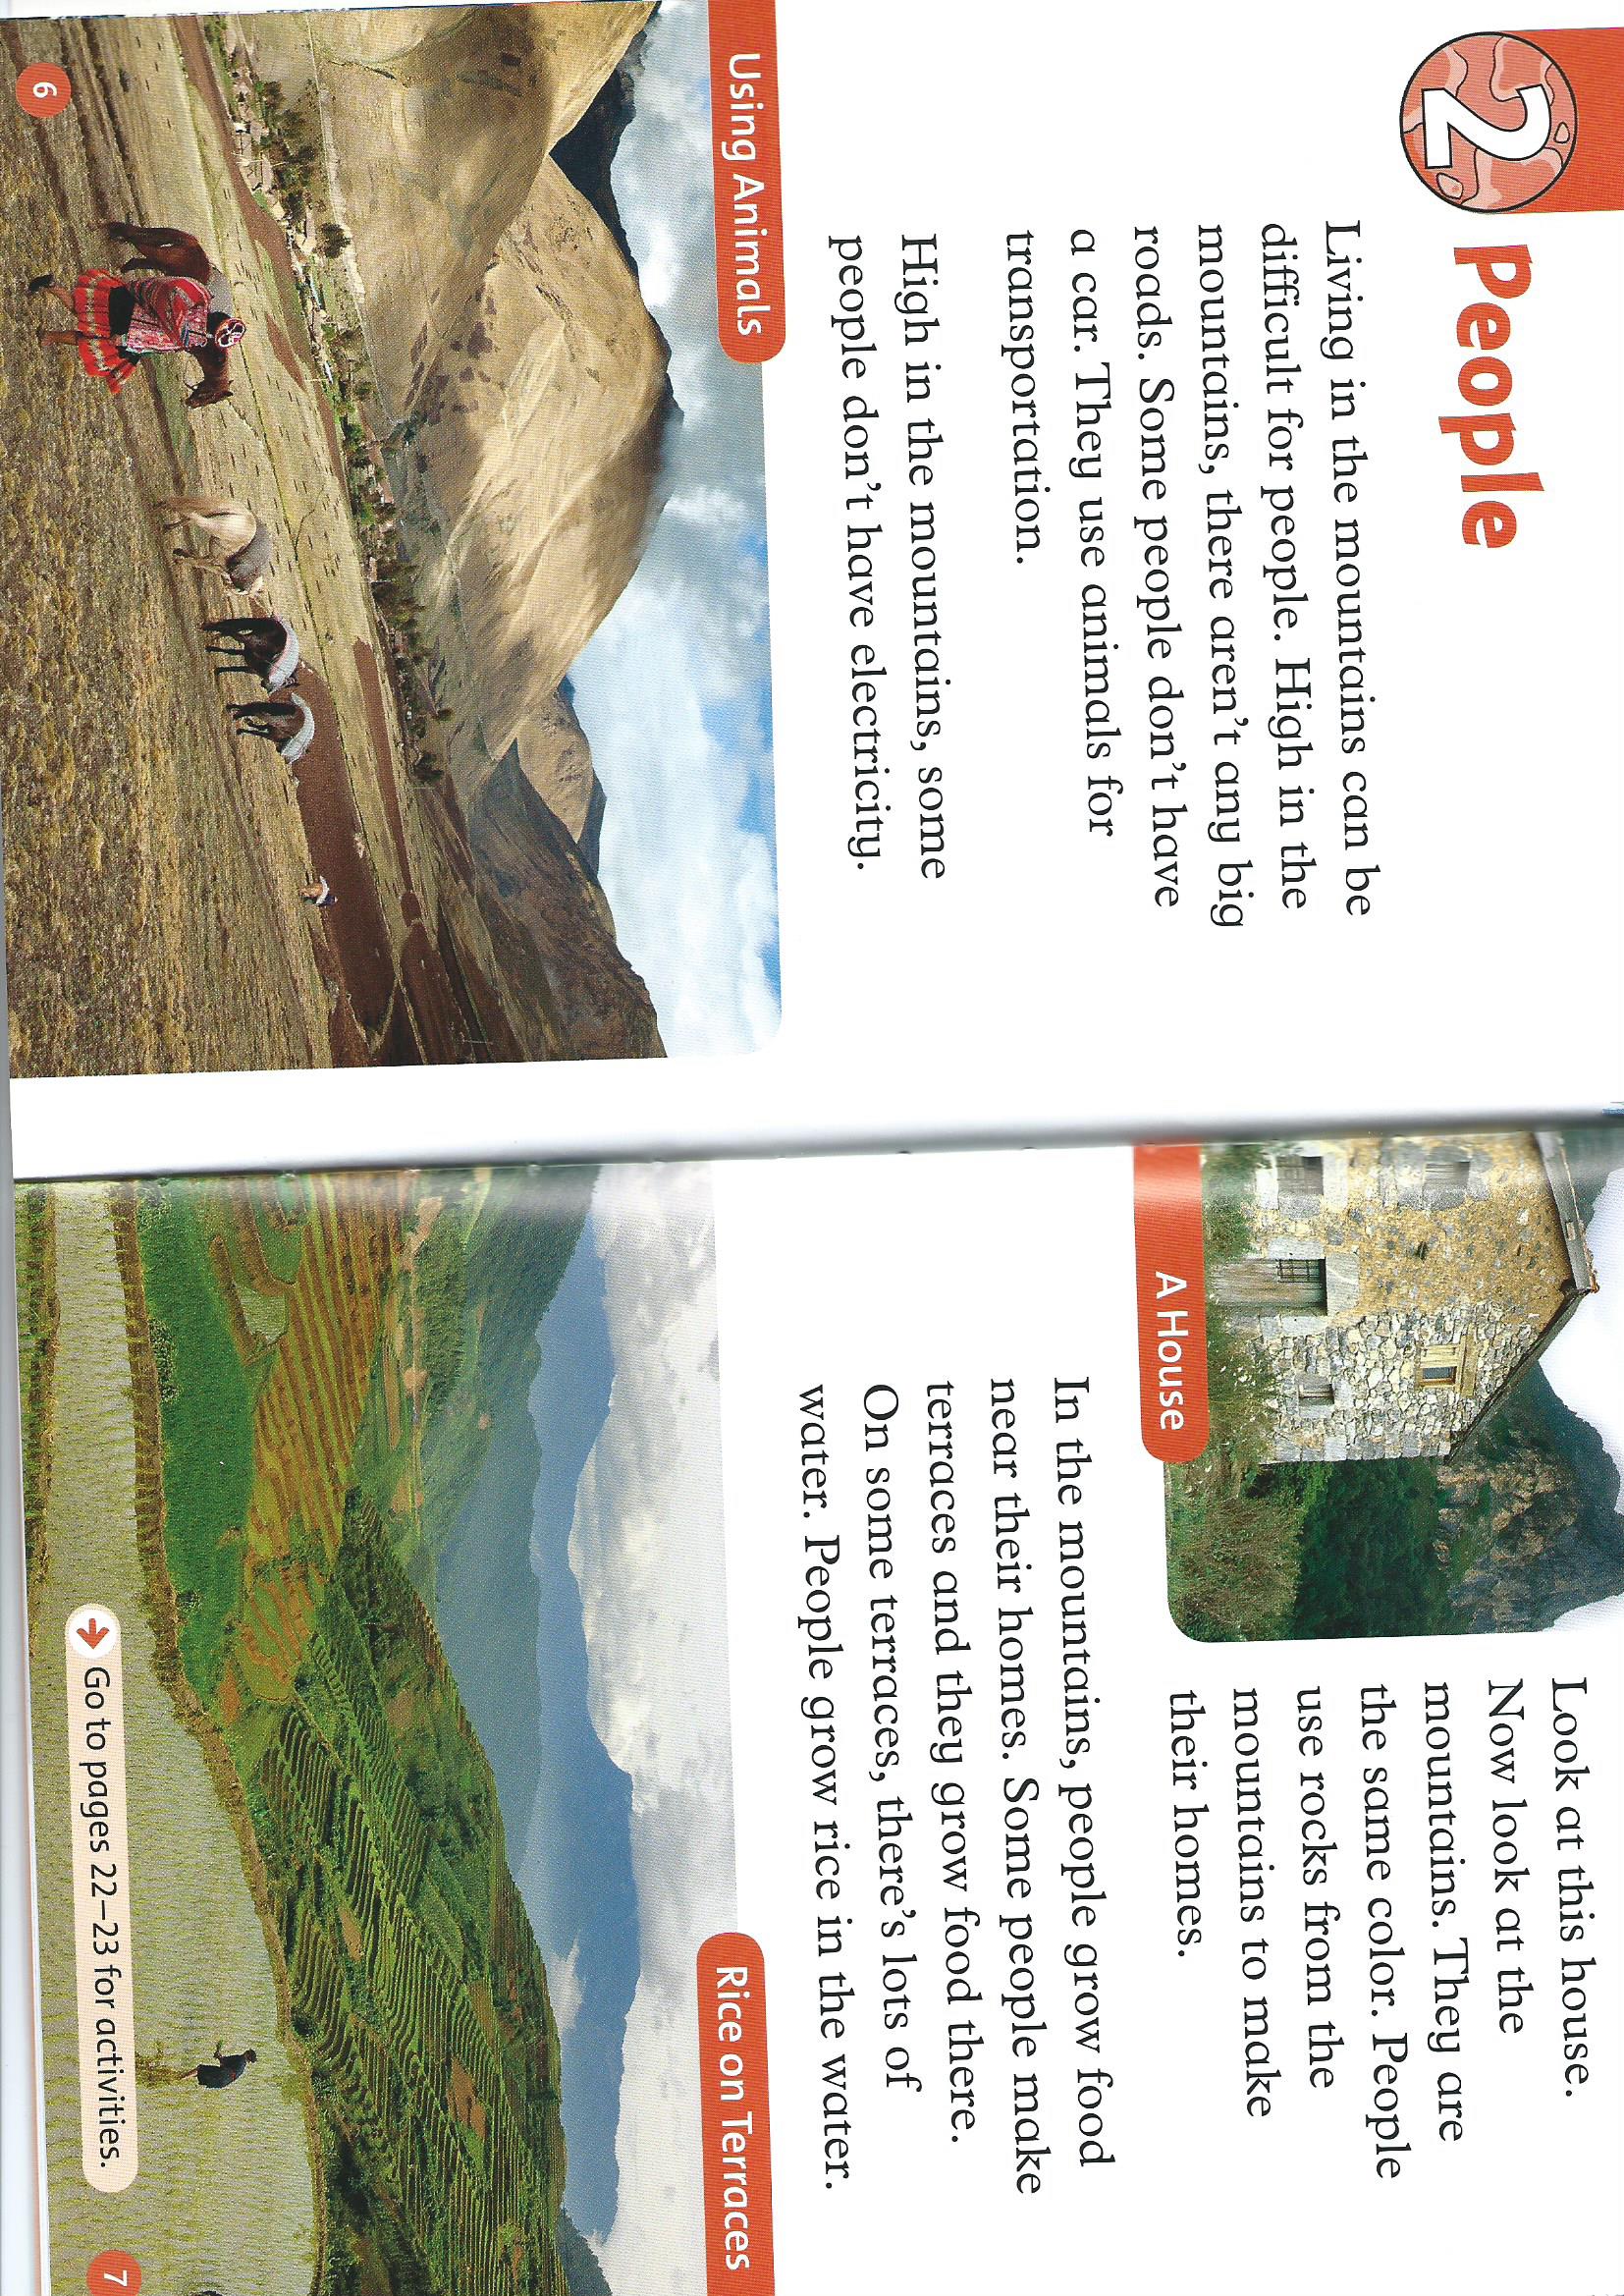 2 People
Living in the mountains can be
difficult for people. High in the
mountains, there aren't any big
roads. Some people don't have
a car. They use animals for
transportation.
High in the mountains, some
people don't have electricity.
Using Animals
6
Look at this house.
Now look at the
mountains. They are
the same color. People
use rocks from the
mountains to make
their homes.
A House
In the mountains, people grow food
near their homes. Some people make
terraces and they grow food there.
On some terraces, there's lots of
water. People grow rice in the water.
Rice on Terraces
Go to pages 22–23 for activities.
7